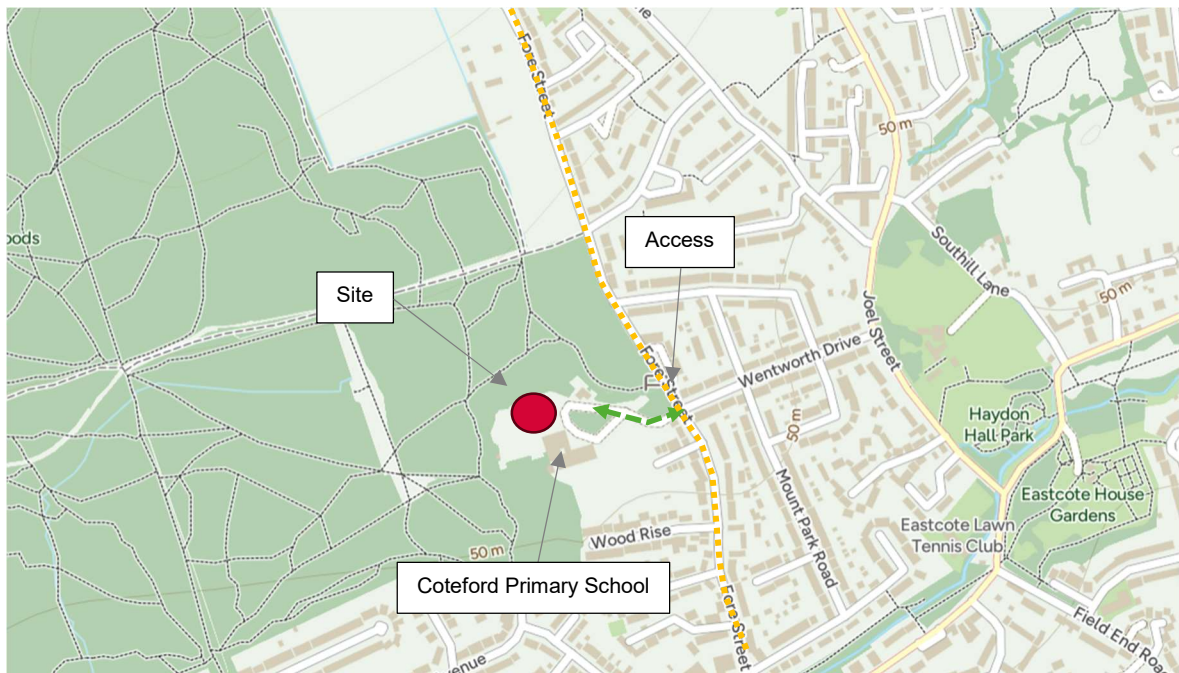 Fore Street
50 m
oods
Access
Southill Lane
Site
50 m
Joel Street
Fore Street
Wentworth Drive
Haydon
Hall Park
50 m
Eastcote House
Gardens
Mount Park Road
Eastcote Lawn
Tennis Club
Wood Rise
50 m
Coteford Primary School
Fore Street
Field End Road
enue